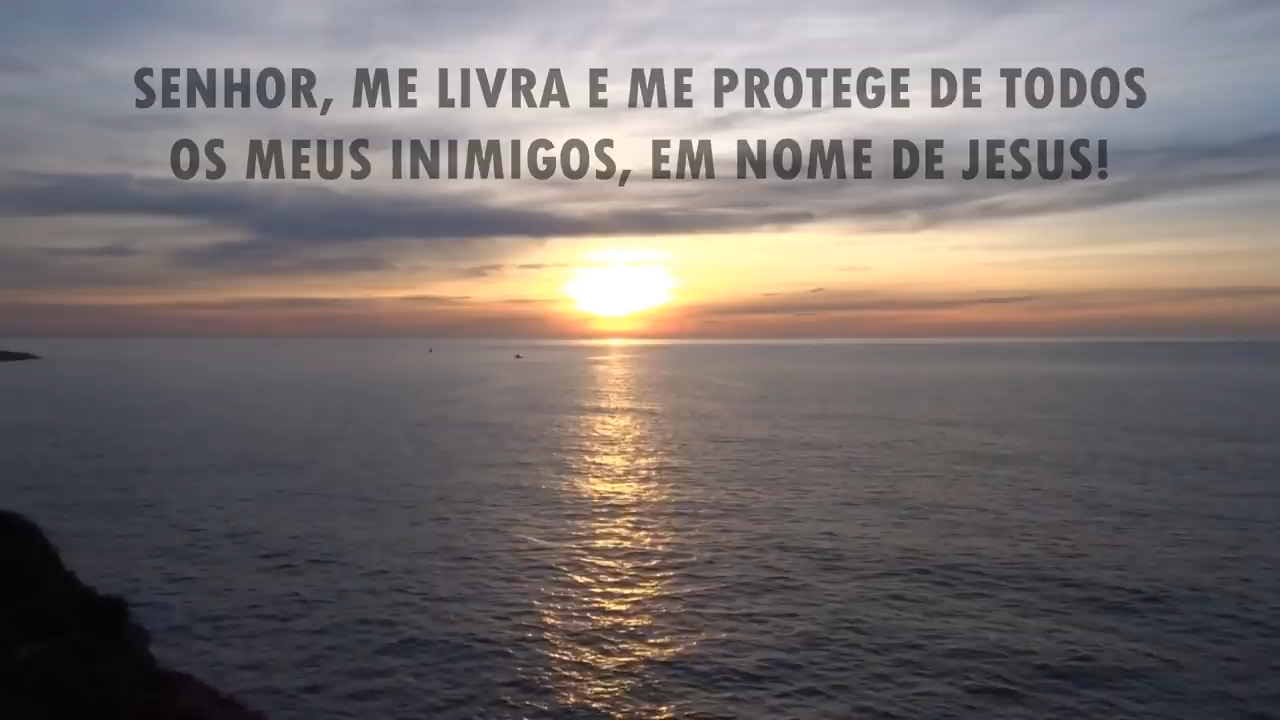 SENHOR, ME LIVRA E ME PROTEGE DE TODOS
OS MEUS INIMIGOS, EM NOME DE JESUS!